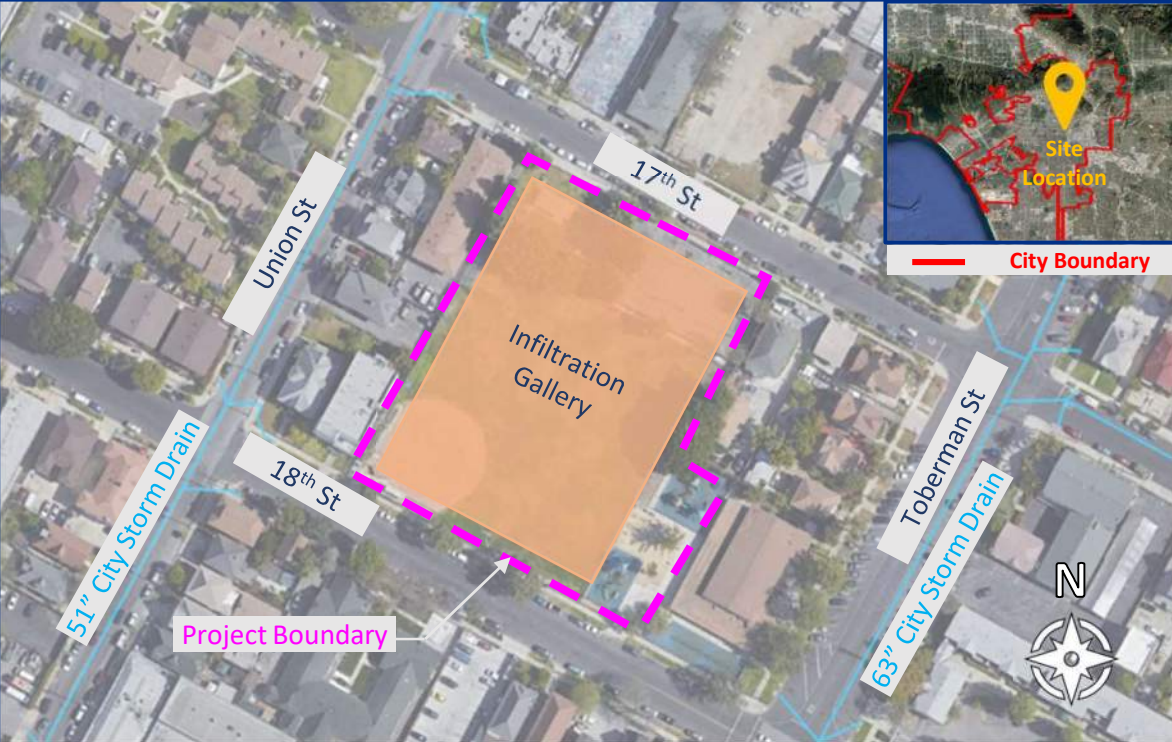 17th St
Site
Location
City Boundary
Union St
Infiltration
Gallery
Toberman St
18th St
51” City Storm Drain
63” City Storm Drain
N
Project Boundary